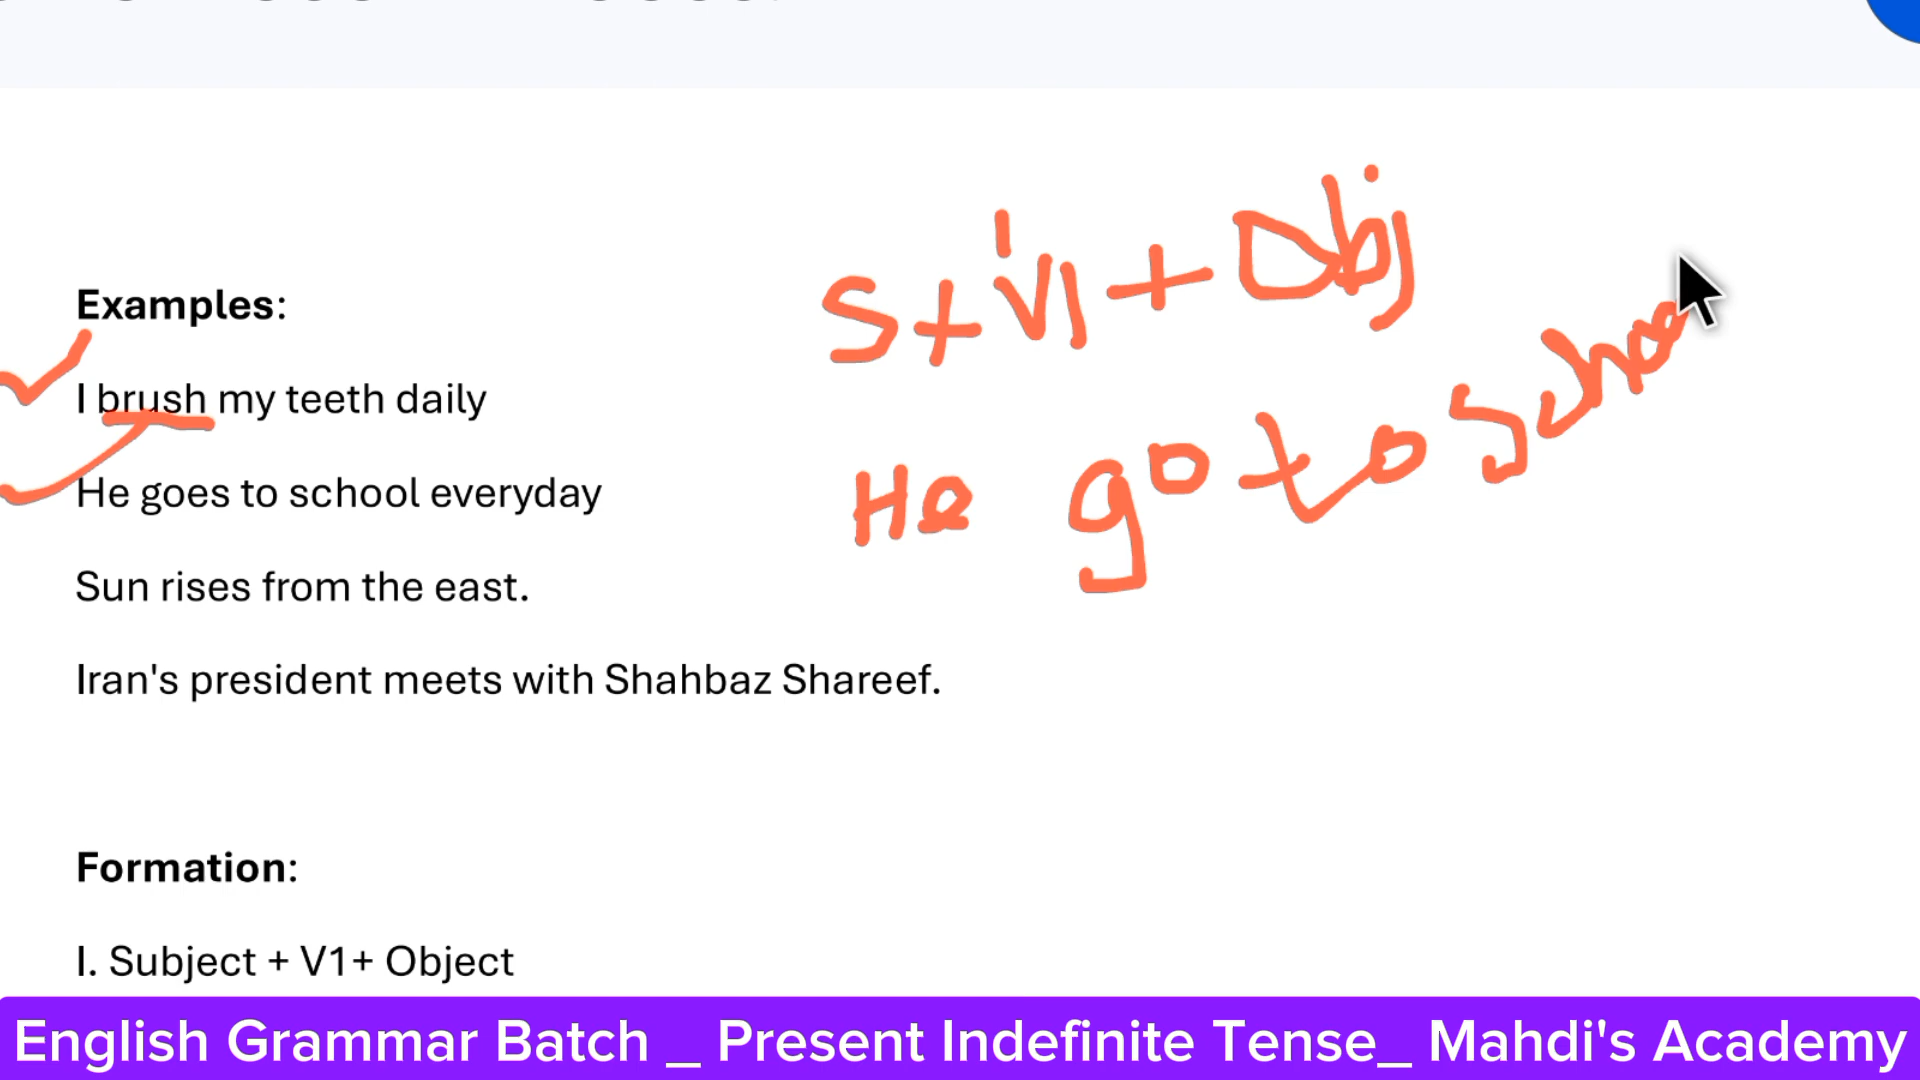 S+V1+Obj
Examples:
I brush my teeth daily
He goes to school everyday
He go to schoo
Sun rises from the east.
Iran's president meets with Shahbaz Shareef.
Formation:
I. Subject + V1+ Object
English Grammar Batch _ Present Indefinite Tense_ Mahdi's Academy